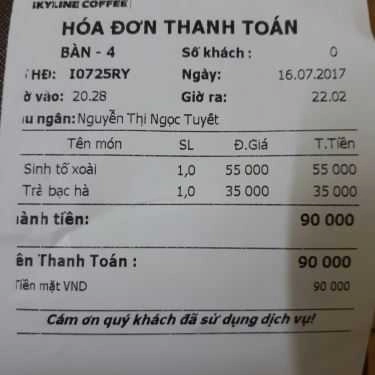 SKYLINE COFFEE
HÓA ĐƠN THANH TOÁN
BÀN - 4 Số khách : 0
HĐ: I0725RY Ngày: 16.07.2017
vào: 20.28 Giờ ra: 22.02
ngân: Nguyễn Thị Ngọc Tuyết
Tên món SL Đ.Giá T.Tiền
Sinh tố xoài 1,0 55 000 55 000
Trà bạc hà 1,0 35 000 35 000
tiền: 90 000
Thanh Toán : 90 000
Tiền mặt VND 90 000
Cám ơn quý khách đã sử dụng dịch vụ!